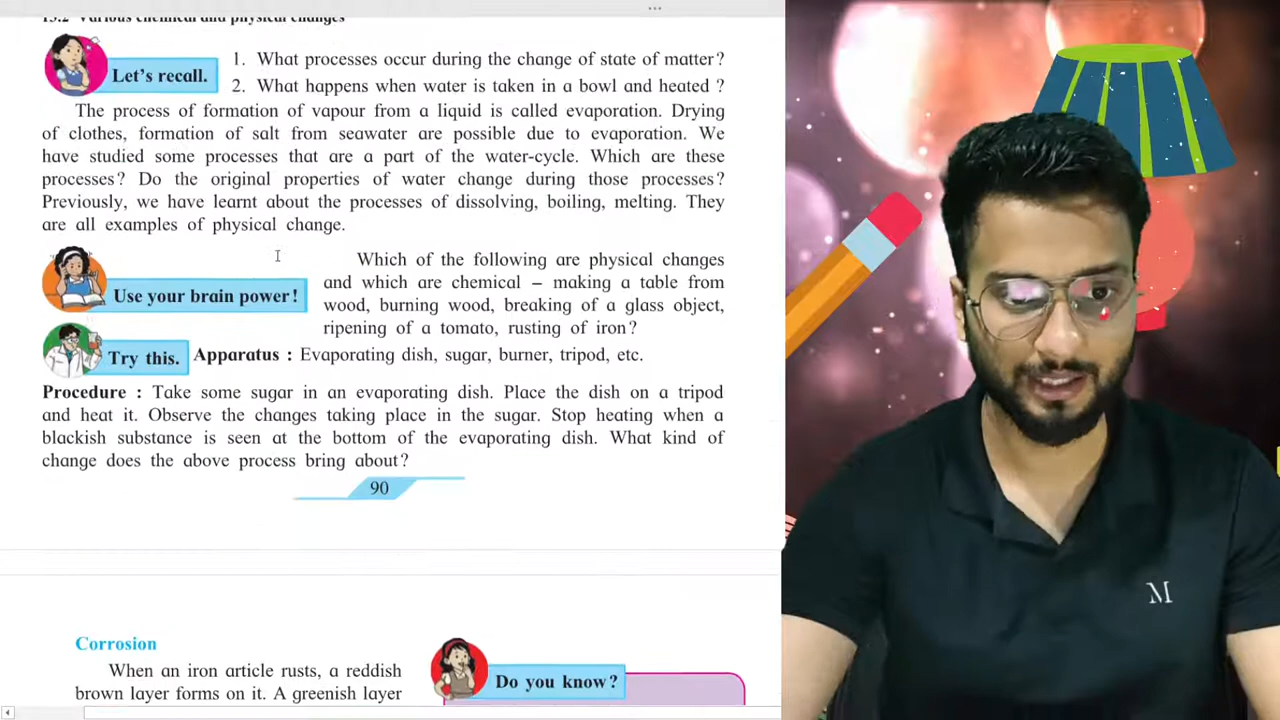 13.2 Various chemical and physical changes
Let's recall.
1. What processes occur during the change of state of matter?
2. What happens when water is taken in a bowl and heated ?
The process of formation of vapour from a liquid is called evaporation. Drying
of clothes, formation of salt from seawater are possible due to evaporation. We
have studied some processes that are a part of the water-cycle. Which are these
processes? Do the original properties of water change during those processes?
Previously, we have learnt about the processes of dissolving, boiling, melting. They
are all examples of physical change.
Use your brain power!
Which of the following are physical changes
and which are chemical – making a table from
wood, burning wood, breaking of a glass object,
ripening of a tomato, rusting of iron?
Try this.
Apparatus : Evaporating dish, sugar, burner, tripod, etc.
Procedure : Take some sugar in an evaporating dish. Place the dish on a tripod
and heat it. Observe the changes taking place in the sugar. Stop heating when a
blackish substance is seen at the bottom of the evaporating dish. What kind of
change does the above process bring about?
90
Corrosion
When an iron article rusts, a reddish
brown layer forms on it. A greenish layer
Do you know?
M